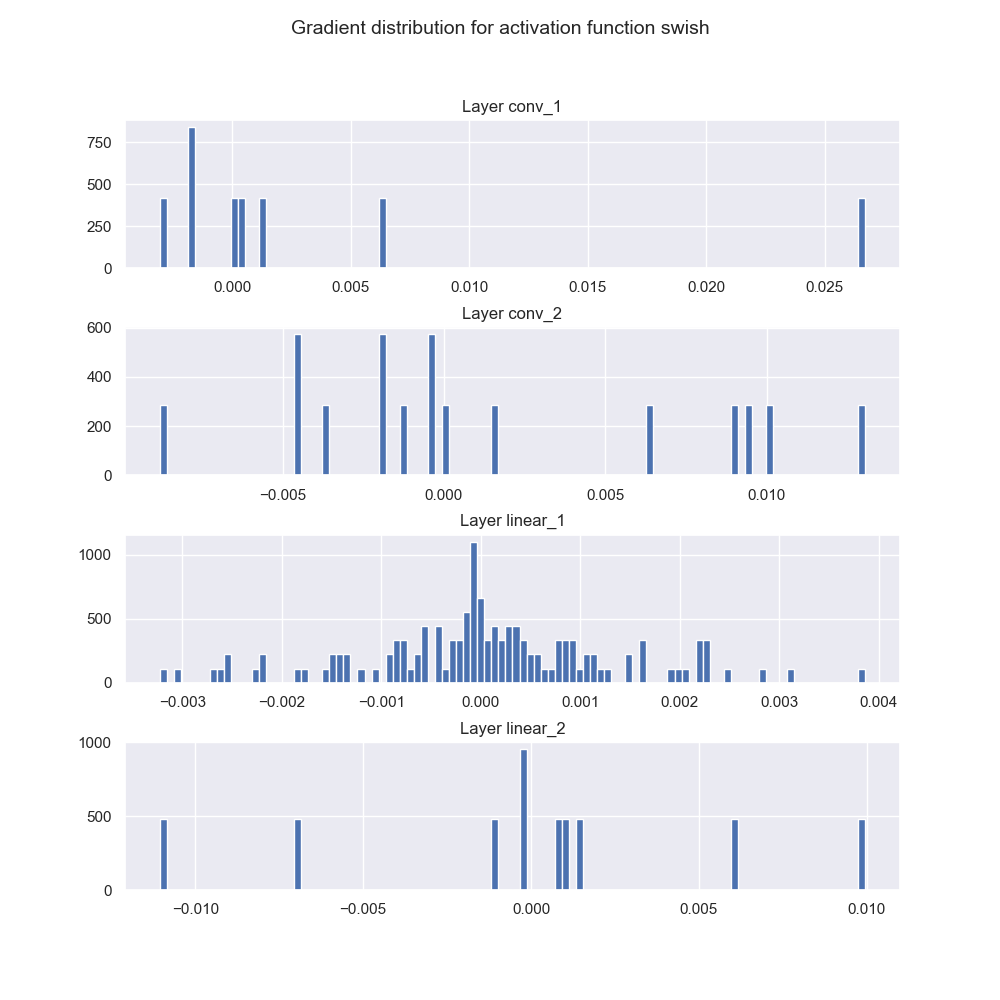 Gradient distribution for activation function swish
Layer conv_1
750
500
250
0
0.000 0.005 0.010 0.015 0.020 0.025
Layer conv_2
600
400
200
0
−0.005 0.000 0.005 0.010
Layer linear_1
1000
500
0
−0.003 −0.002 −0.001 0.000 0.001 0.002 0.003 0.004
Layer linear_2
1000
500
0
−0.010 −0.005 0.000 0.005 0.010